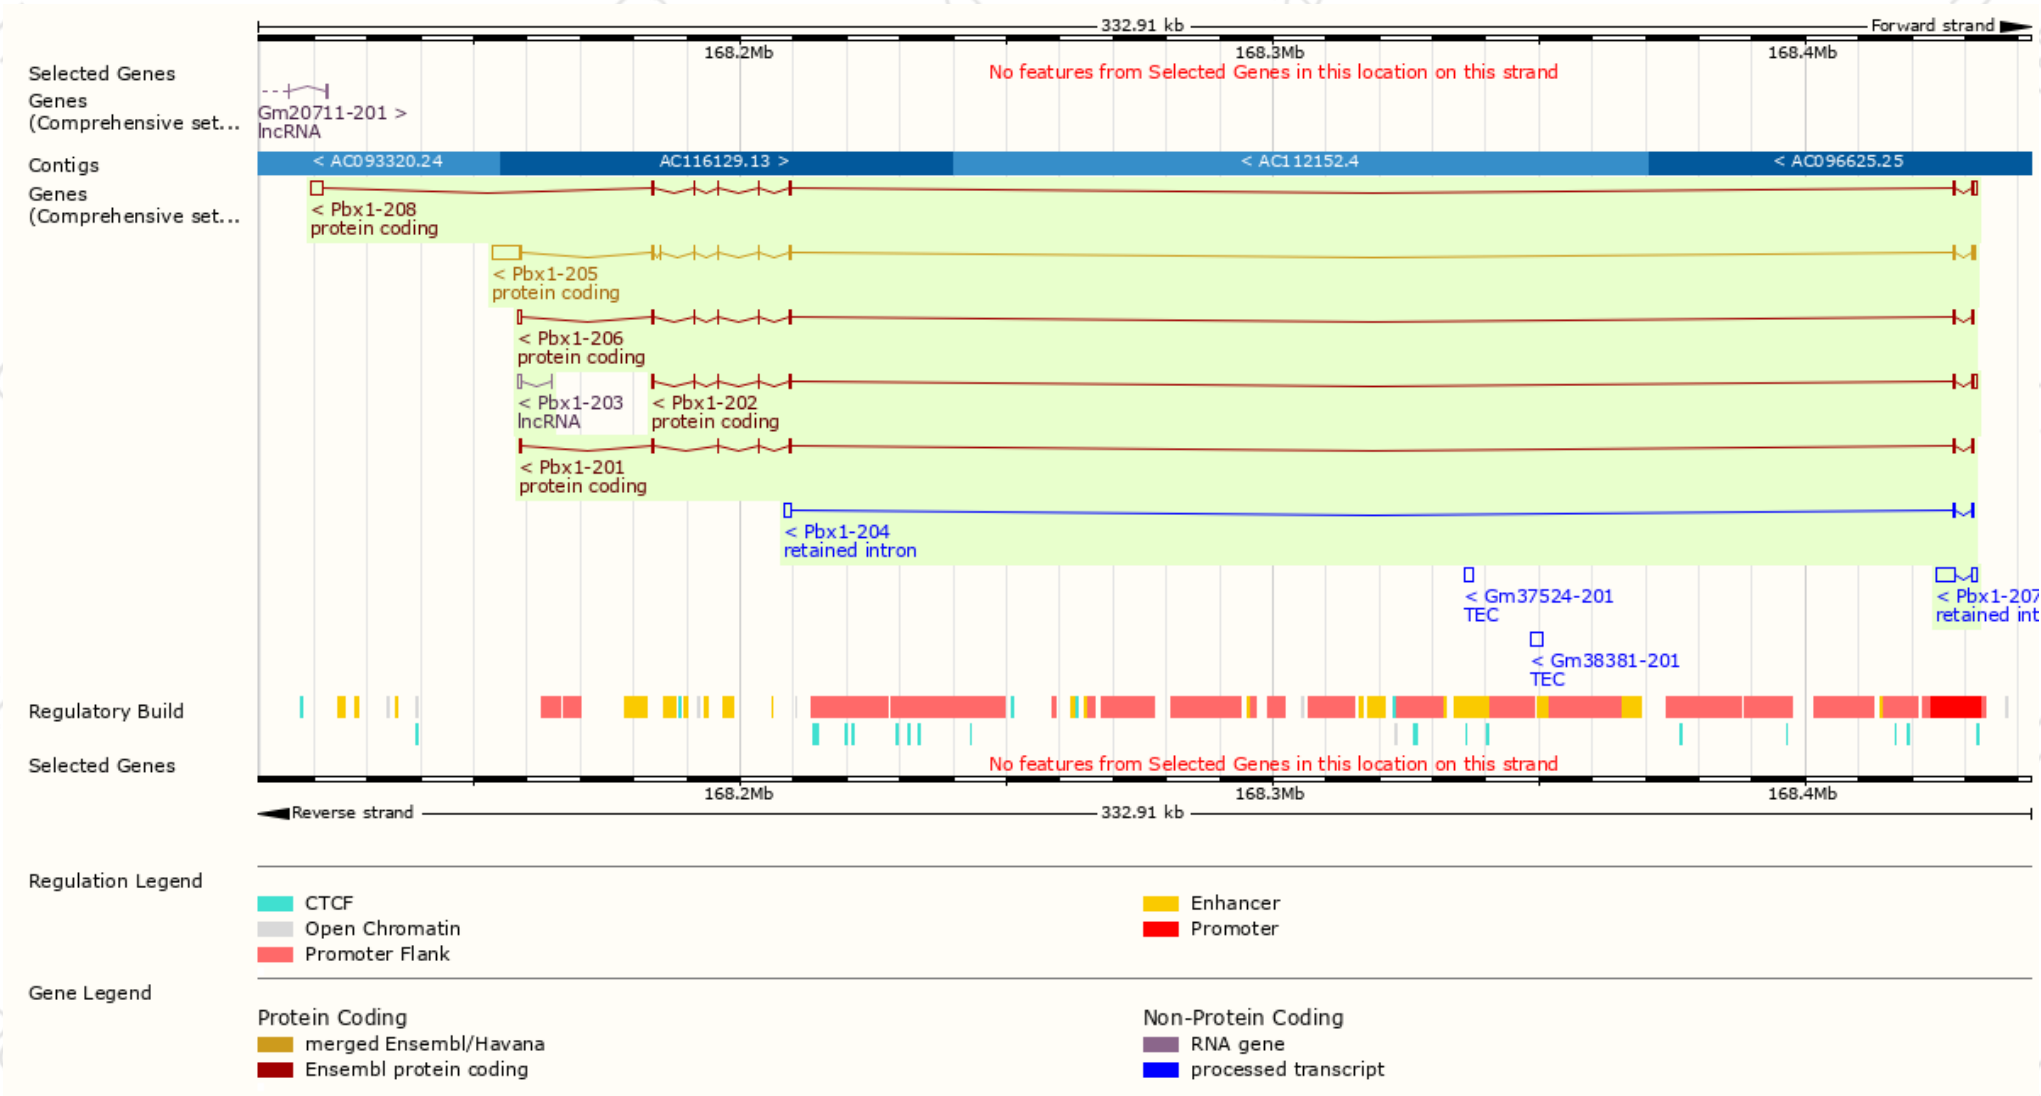 332.91 kb
Forward strand
168.2Mb 168.3Mb 168.4Mb
Selected Genes
No features from Selected Genes in this location on this strand
Genes
(Comprehensive set...
Gm20711-201 >
lncRNA
Contigs
< AC093320.24 AC116129.13 > < AC112152.4 < AC096625.25
Genes
(Comprehensive set...
< Pbx1-208
protein coding
< Pbx1-205
protein coding
< Pbx1-206
protein coding
< Pbx1-203 < Pbx1-202
lncRNA protein coding
< Pbx1-201
protein coding
< Pbx1-204
retained intron
< Gm37524-201 < Pbx1-207
TEC retained int
< Gm38381-201
TEC
Regulatory Build
Selected Genes
No features from Selected Genes in this location on this strand
168.2Mb 168.3Mb 168.4Mb
Reverse strand 332.91 kb
Regulation Legend
CTCF Enhancer
Open Chromatin Promoter
Promoter Flank
Gene Legend
Protein Coding Non-Protein Coding
merged Ensembl/Havana RNA gene
Ensembl protein coding processed transcript